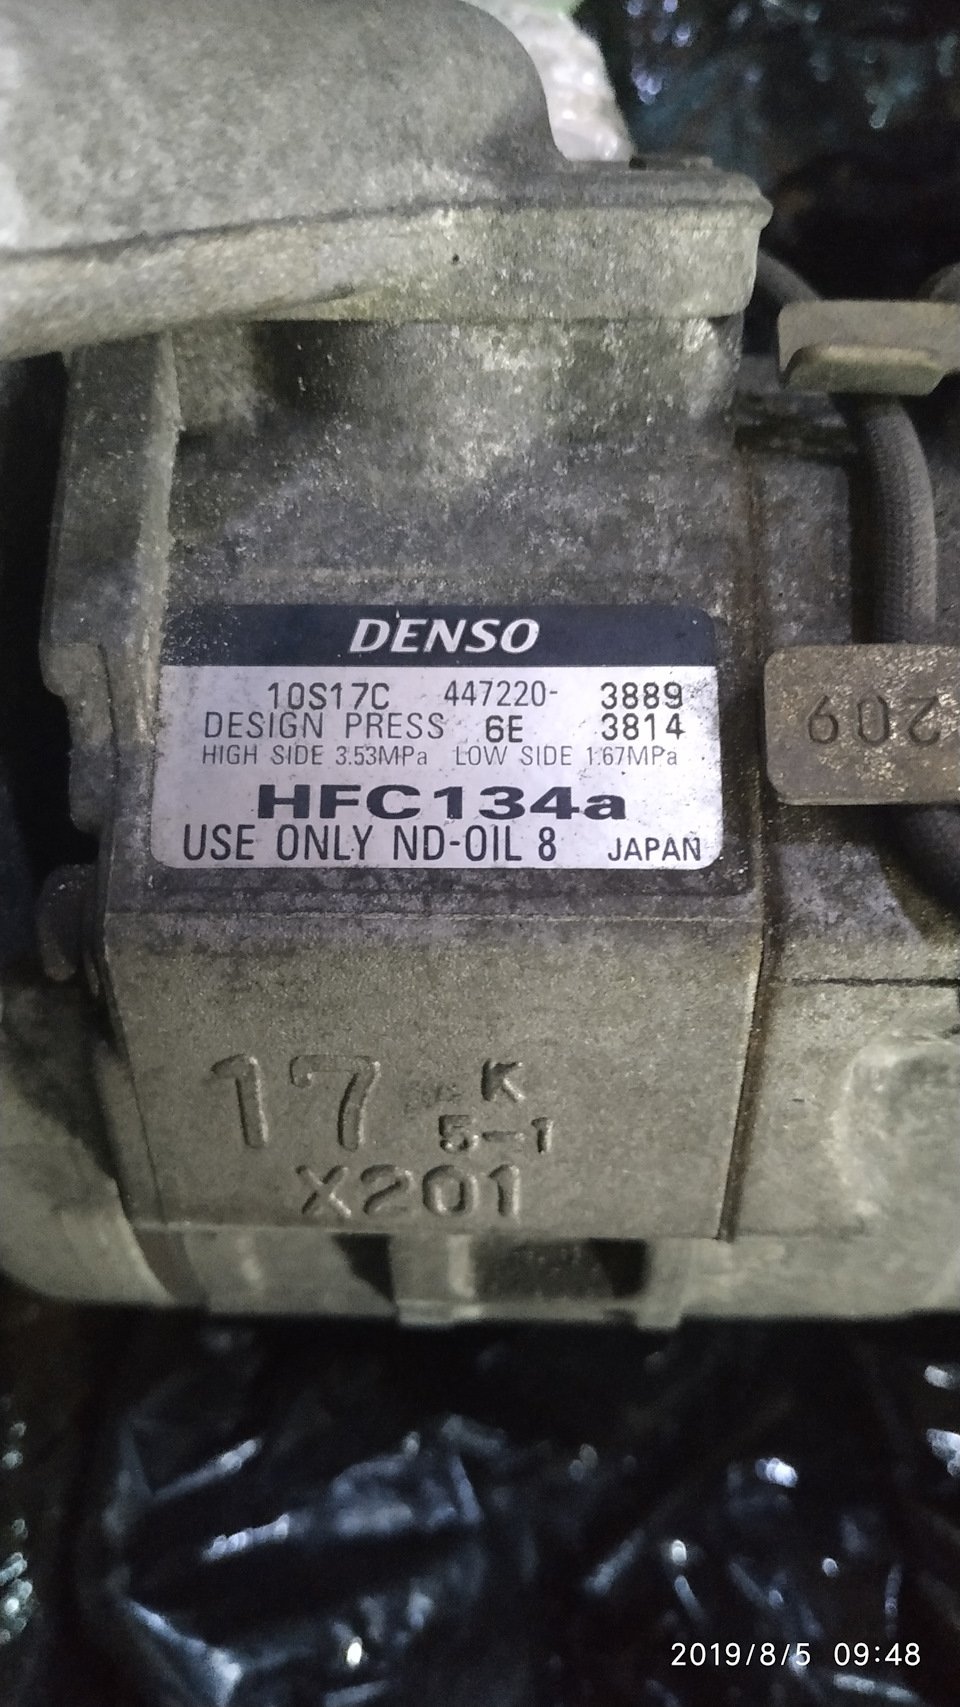 DENSO
10S17C 447220- 3889
DESIGN PRESS 6E 3814
HIGH SIDE 3.53MPa LOW SIDE 1.67MPa
HFC134a
USE ONLY ND-OIL 8 JAPAN
209
17 K
5-1
X201
2019/8/5 09:48